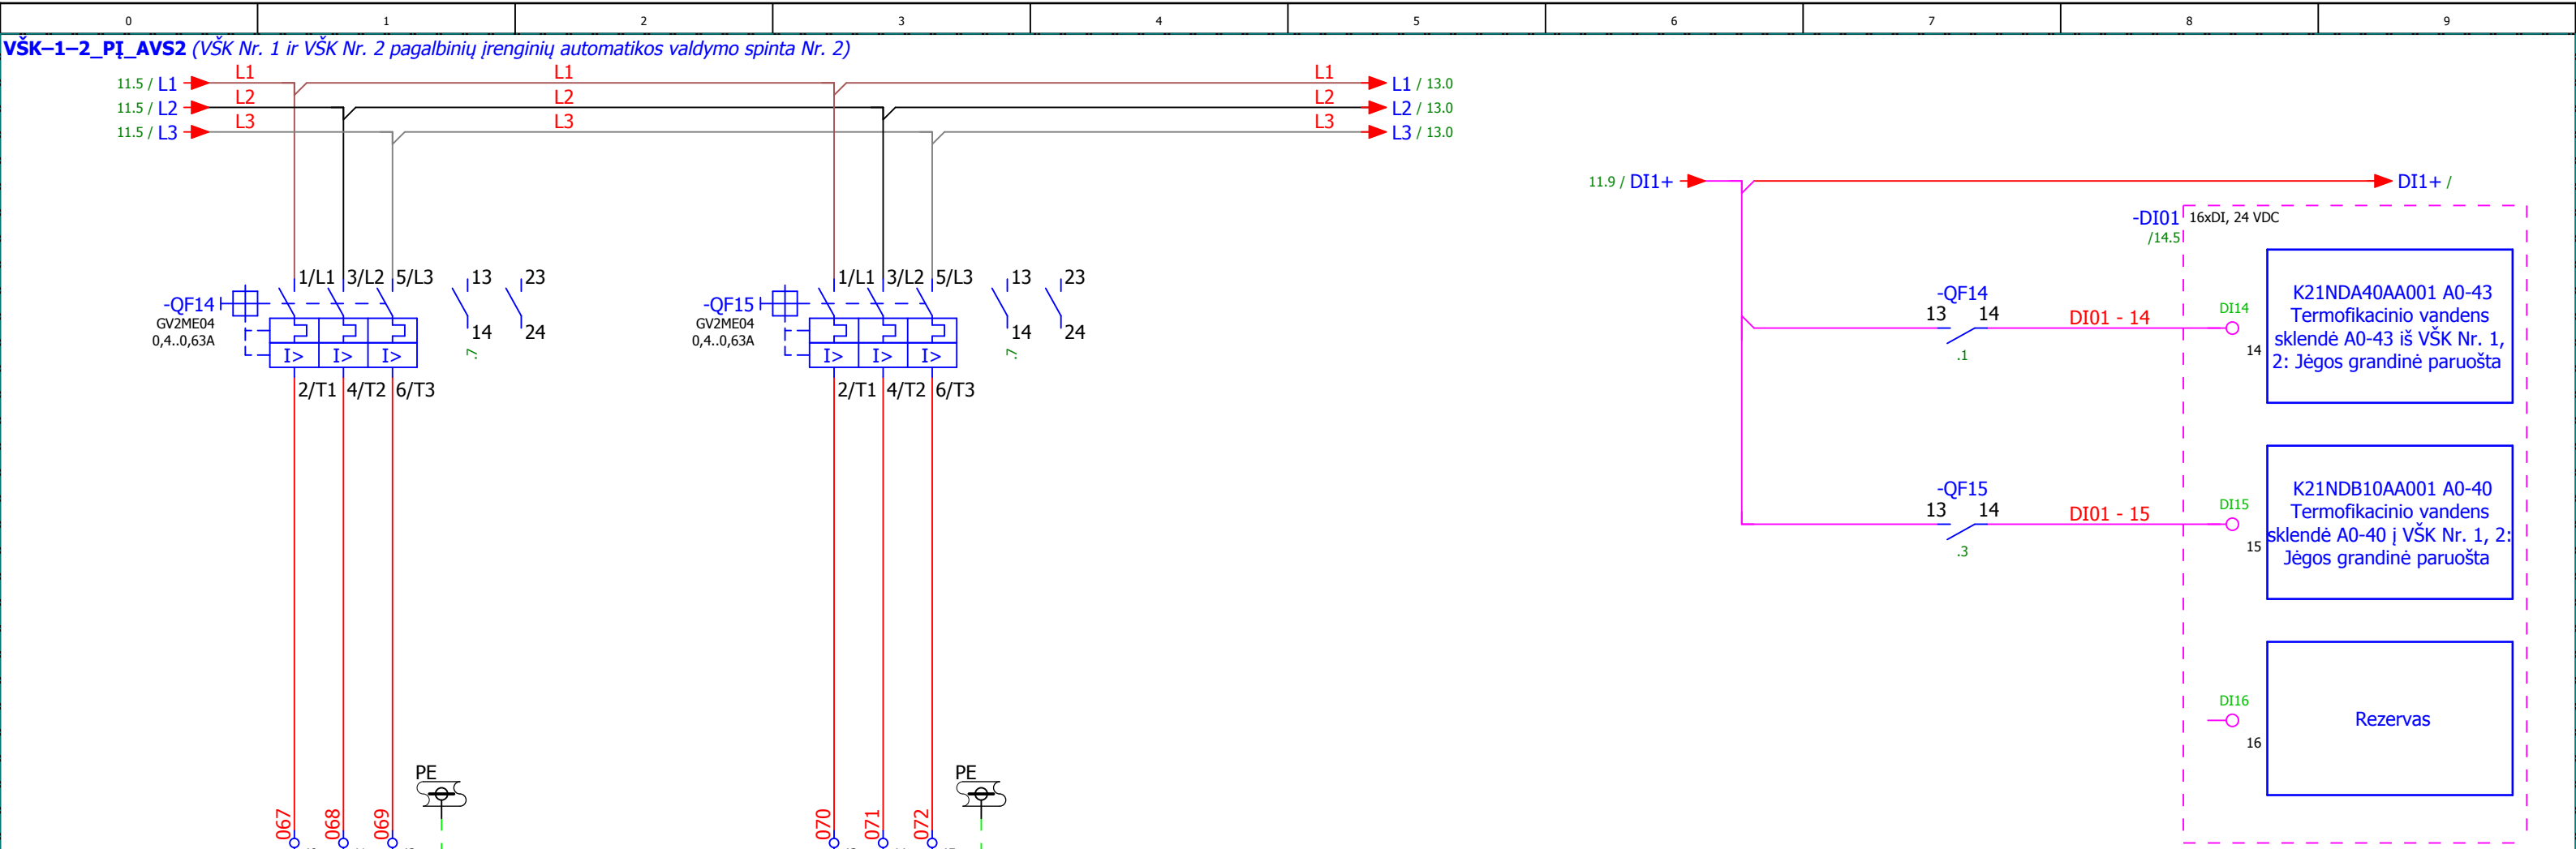 0 1 2 3 4 5 6 7 8 9
VŠK–1–2_PĮ_AVS2 (VŠK Nr. 1 ir VŠK Nr. 2 pagalbinių įrenginių automatikos valdymo spinta Nr. 2)
11.5 / L1 L1 L1 L1 L1 / 13.0
11.5 / L2 L2 L2 L2 L2 / 13.0
11.5 / L3 L3 L3 L3 L3 / 13.0
11.9 / DI1+ DI1+ /
-DI01 16xDI, 24 VDC
/14.5
1/L1 3/L2 5/L3 13 23
-QF14
GV2ME04
0,4..0,63A
14 24
.7
I> I> I>
2/T1 4/T2 6/T3
1/L1 3/L2 5/L3 13 23
-QF15
GV2ME04
0,4..0,63A
14 24
.7
I> I> I>
2/T1 4/T2 6/T3
-QF14
13 14
.1
DI01 - 14
DI14
14
K21NDA40AA001 A0-43
Termofikacinio vandens
sklendė A0-43 iš VŠK Nr. 1,
2: Jėgos grandinė paruošta
-QF15
13 14
.3
DI01 - 15
DI15
15
K21NDB10AA001 A0-40
Termofikacinio vandens
sklendė A0-40 į VŠK Nr. 1, 2:
Jėgos grandinė paruošta
DI16
16
Rezervas
PE PE
067 068 069 070 071 072